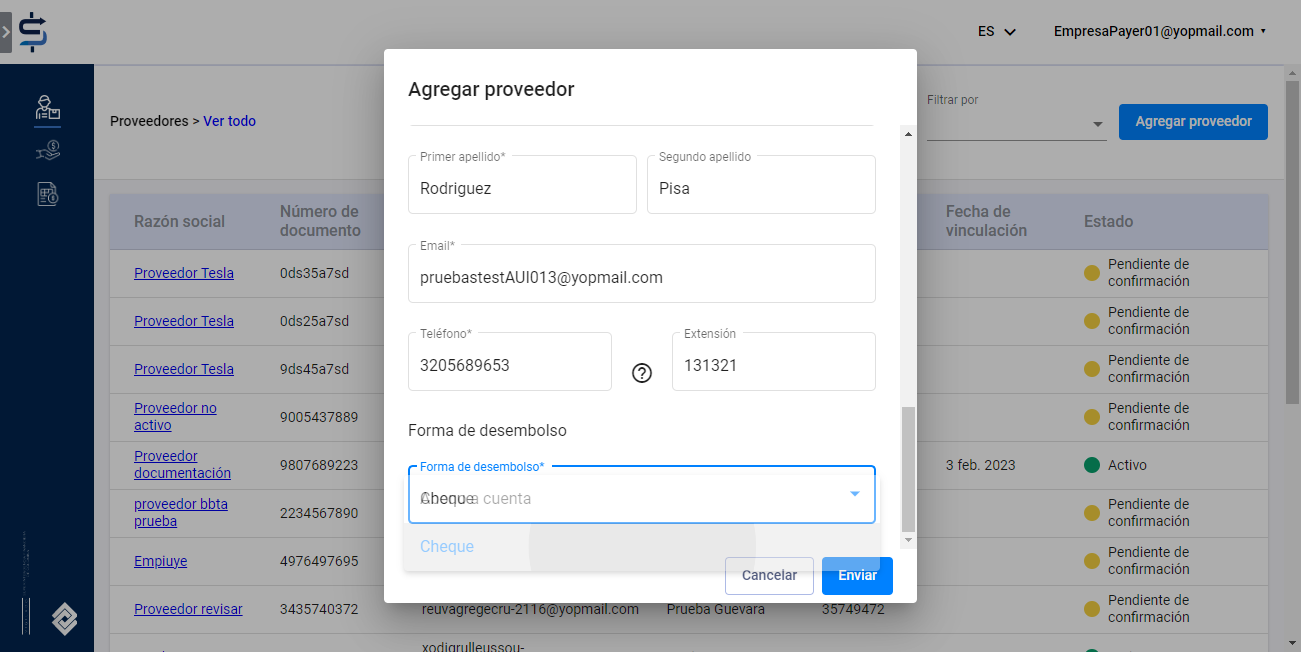 ES
EmpresaPayer01@yopmail.com
Proveedores > Ver todo
Filtrar por
Agregar proveedor
Razón social
Número de
documento
Fecha de
vinculación
Estado
Proveedor Tesla
0ds35a7sd
Pendiente de
confirmación
Proveedor Tesla
0ds25a7sd
Pendiente de
confirmación
Proveedor Tesla
9ds45a7sd
Pendiente de
confirmación
Proveedor no
activo
9005437889
Pendiente de
confirmación
Proveedor
documentación
9807689223
3 feb. 2023
Activo
proveedor bbta
prueba
2234567890
Pendiente de
confirmación
Empiuye
4976497695
Pendiente de
confirmación
Proveedor revisar
3435740372
reuvagregecru-2116@yopmail.com
Prueba Guevara
35749472
Pendiente de
confirmación
xodigrulleussou-
Agregar proveedor
Primer apellido*
Rodriguez
Segundo apellido
Pisa
Email*
pruebastestAUI013@yopmail.com
Teléfono*
3205689653
Extensión
131321
Forma de desembolso
Forma de desembolso*
Cheque
a cuenta
Cheque
Cancelar
Enviar